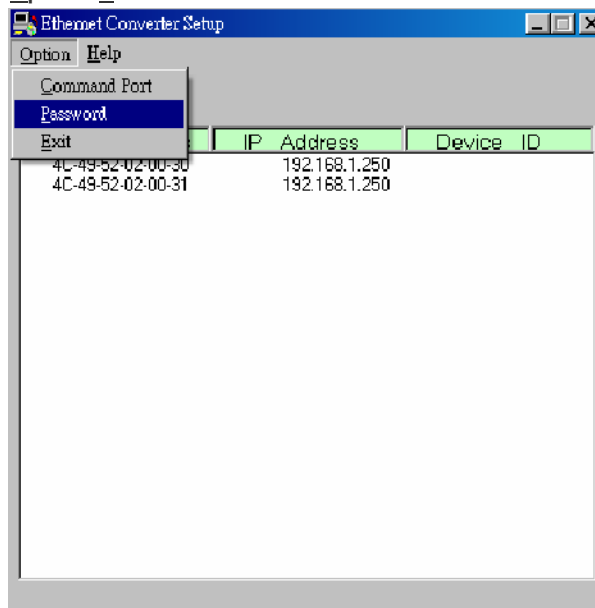 Ethernet Converter Setup
Option Help
Command Port
Password
Exit
IP Address Device ID
4C-49-52-02-00-30 192.168.1.250
4C-49-52-02-00-31 192.168.1.250